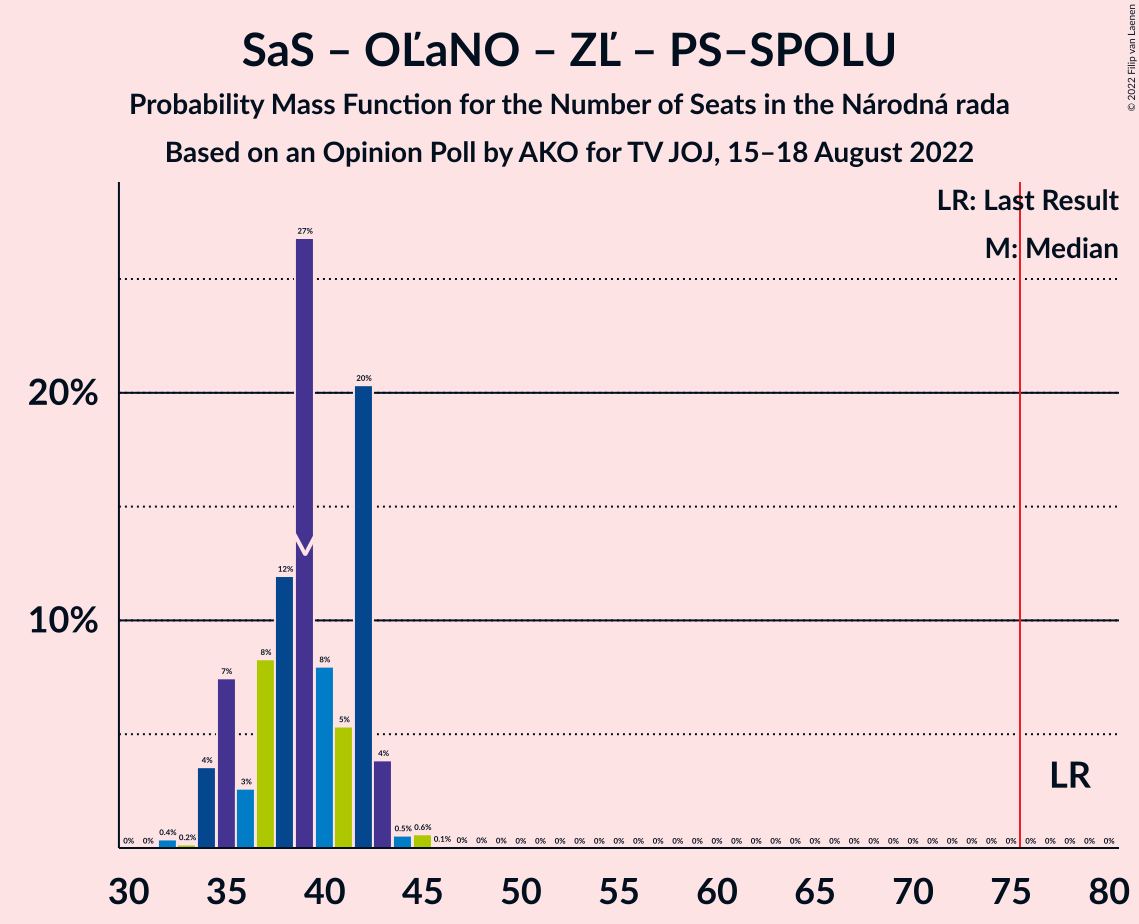 SaS – OĽaNO – ZĽ – PS–SPOLU
Probability Mass Function for the Number of Seats in the Národná rada
Based on an Opinion Poll by AKO for TV JOJ, 15–18 August 2022
© 2022 Filip van Laenen
LR: Last Result
M: Median
20%
10%
0% 0% 0.4% 0.2% 4% 7% 3% 8% 12% 27% 8% 5% 20% 4% 0.5% 0.6% 0.1% 0% 0% 0% 0% 0% 0% 0% 0% 0% 0% 0% 0% 0% 0% 0% 0% 0% 0% 0% 0% 0% 0% 0% 0% 0% 0% 0% 0% 0% 0% 0% 0% 0% 0%
LR
30 35 40 45 50 55 60 65 70 75 80